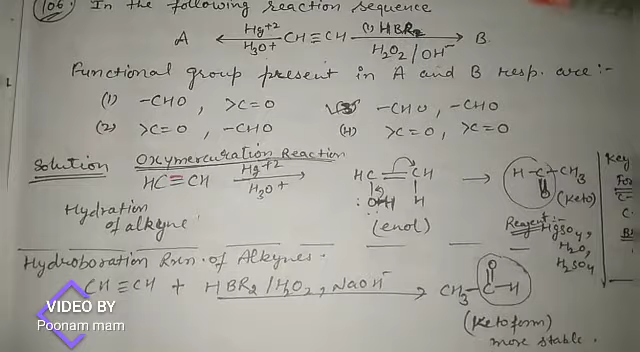 106. In the following reaction sequence
A ← Hg+2 / H3O+ CH≡CH (1) HBR2 / H2O2/OH⁻ → B
Functional group present in A and B resp. are:-
(1) -CHO, >C=O (3) -CHO, -CHO
(2) >C=O, -CHO (4) >C=O, >C=O
Solution Oxymercuration Reaction
HC≡CH Hg+2 / H3O+ → HC=CH :OH H (enol) → H-C-CH3 O (Keto)
Hydration of alkyne
Reagent:- HgSO4, H2O, H2SO4
Key
For
Hydroboration Rxn. of Alkynes.
CH≡CH + HBR2/H2O2, NaOH → CH3-C-H O
(Keto form) more stable.
VIDEO BY
Poonam mam